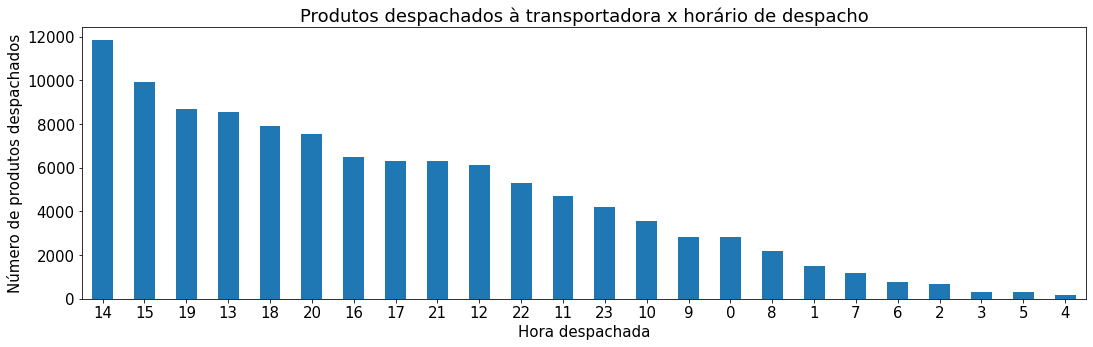 Produtos despachados à transportadora x horário de despacho
Número de produtos despachados
12000
10000
8000
6000
4000
2000
0
14 15 19 13 18 20 16 17 21 12 22 11 23 10 9 0 8 1 7 6 2 3 5 4
Hora despachada